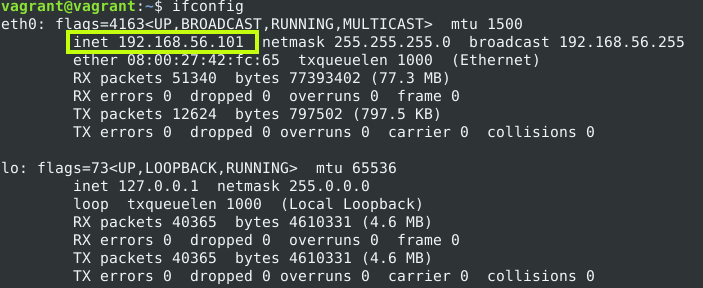 vagrant@vagrant:~$ ifconfig
eth0: flags=4163<UP,BROADCAST,RUNNING,MULTICAST>  mtu 1500
        inet 192.168.56.101  netmask 255.255.255.0  broadcast 192.168.56.255
        ether 08:00:27:42:fc:65  txqueuelen 1000  (Ethernet)
        RX packets 51340  bytes 77393402 (77.3 MB)
        RX errors 0  dropped 0  overruns 0  frame 0
        TX packets 12624  bytes 797502 (797.5 KB)
        TX errors 0  dropped 0 overruns 0  carrier 0  collisions 0

lo: flags=73<UP,LOOPBACK,RUNNING>  mtu 65536
        inet 127.0.0.1  netmask 255.0.0.0
        loop  txqueuelen 1000  (Local Loopback)
        RX packets 40365  bytes 4610331 (4.6 MB)
        RX errors 0  dropped 0  overruns 0  frame 0
        TX packets 40365  bytes 4610331 (4.6 MB)
        TX errors 0  dropped 0 overruns 0  carrier 0  collisions 0